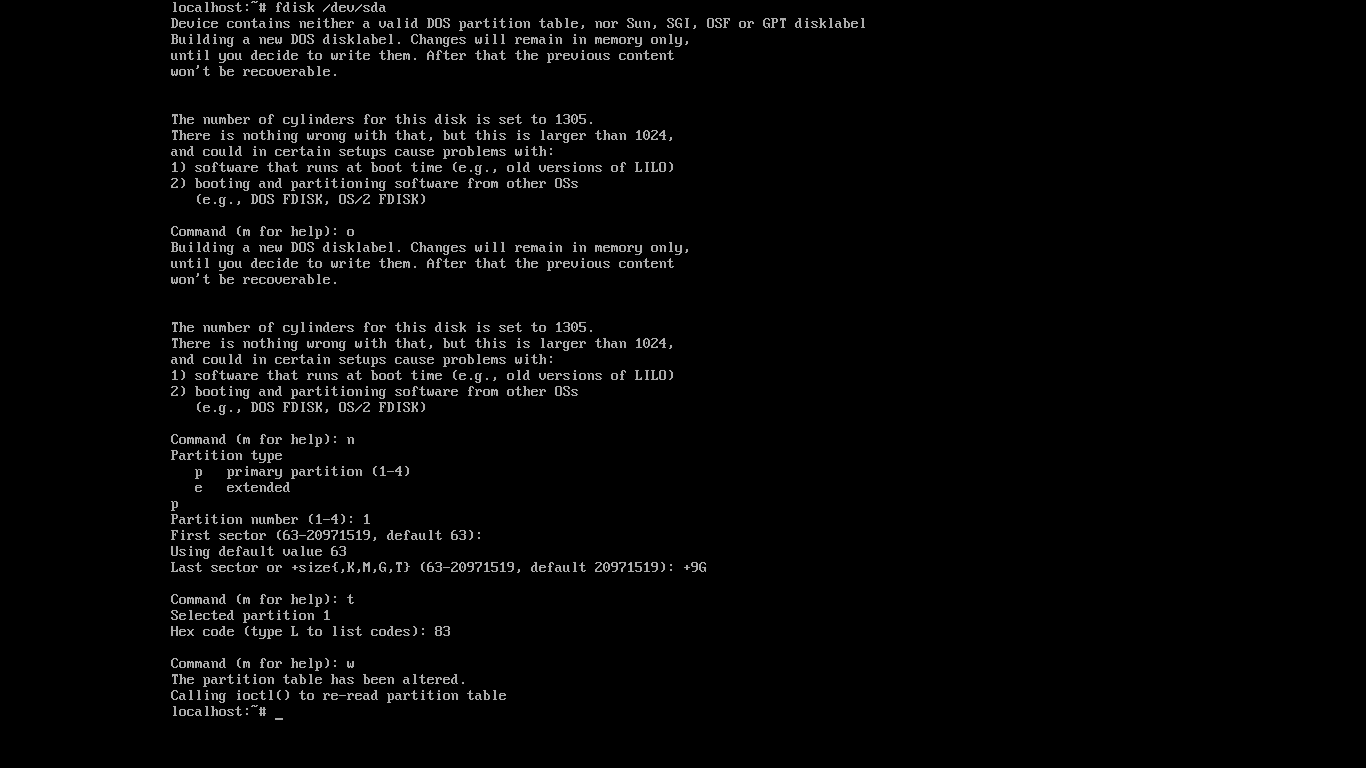 localhost:~# fdisk /dev/sda
Device contains neither a valid DOS partition table, nor Sun, SGI, OSF or GPT disklabel
Building a new DOS disklabel. Changes will remain in memory only,
until you decide to write them. After that the previous content
won't be recoverable.
The number of cylinders for this disk is set to 1305.
There is nothing wrong with that, but this is larger than 1024,
and could in certain setups cause problems with:
1) software that runs at boot time (e.g., old versions of LILO)
2) booting and partitioning software from other OSs
(e.g., DOS FDISK, OS/2 FDISK)
Command (m for help): o
Building a new DOS disklabel. Changes will remain in memory only,
until you decide to write them. After that the previous content
won't be recoverable.
The number of cylinders for this disk is set to 1305.
There is nothing wrong with that, but this is larger than 1024,
and could in certain setups cause problems with:
1) software that runs at boot time (e.g., old versions of LILO)
2) booting and partitioning software from other OSs
(e.g., DOS FDISK, OS/2 FDISK)
Command (m for help): n
Partition type
p   primary partition (1-4)
e   extended
p
Partition number (1-4): 1
First sector (63-20971519, default 63):
Using default value 63
Last sector or +size{,K,M,G,T} (63-20971519, default 20971519): +9G
Command (m for help): t
Selected partition 1
Hex code (type L to list codes): 83
Command (m for help): w
The partition table has been altered.
Calling ioctl() to re-read partition table
localhost:~# _